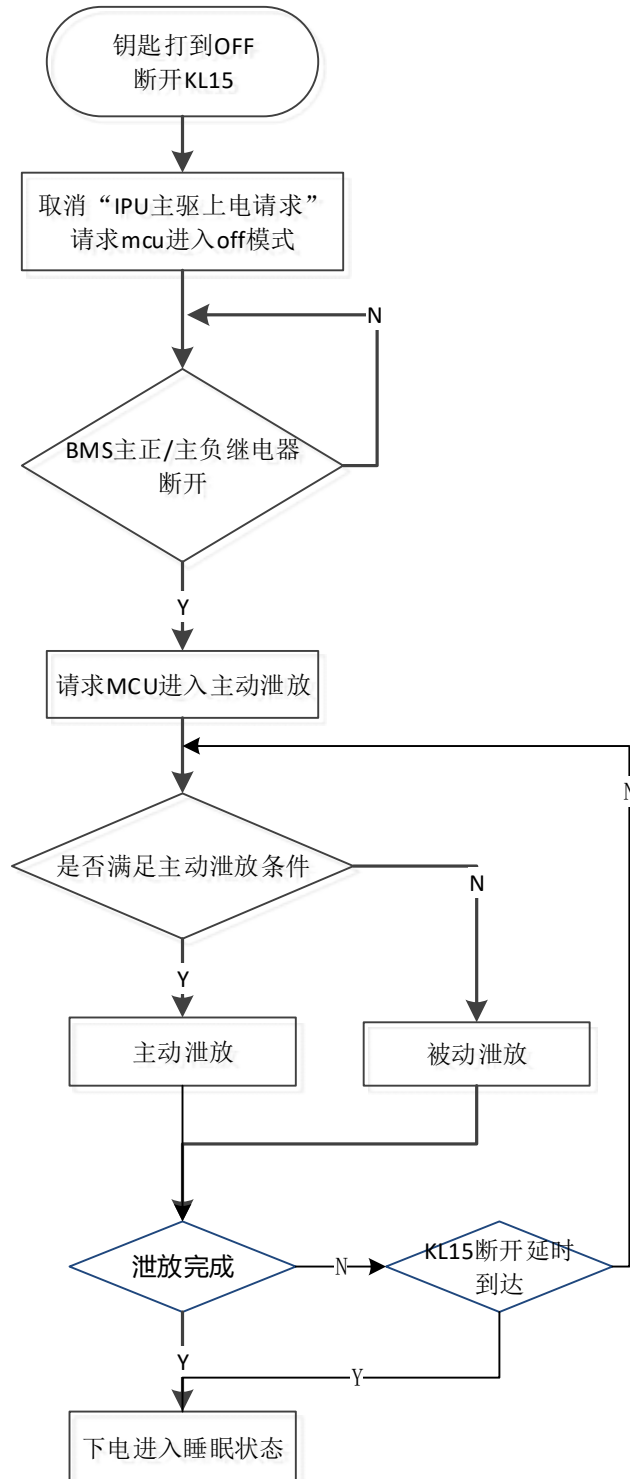 钥匙打到OFF
断开KL15
取消“IPU主驱上电请求”
请求mcu进入off模式
N
BMS主正/主负继电器
断开
Y
请求MCU进入主动泄放
N
是否满足主动泄放条件
N
Y
主动泄放
被动泄放
泄放完成
N
KL15断开延时
到达
Y
Y
下电进入睡眠状态